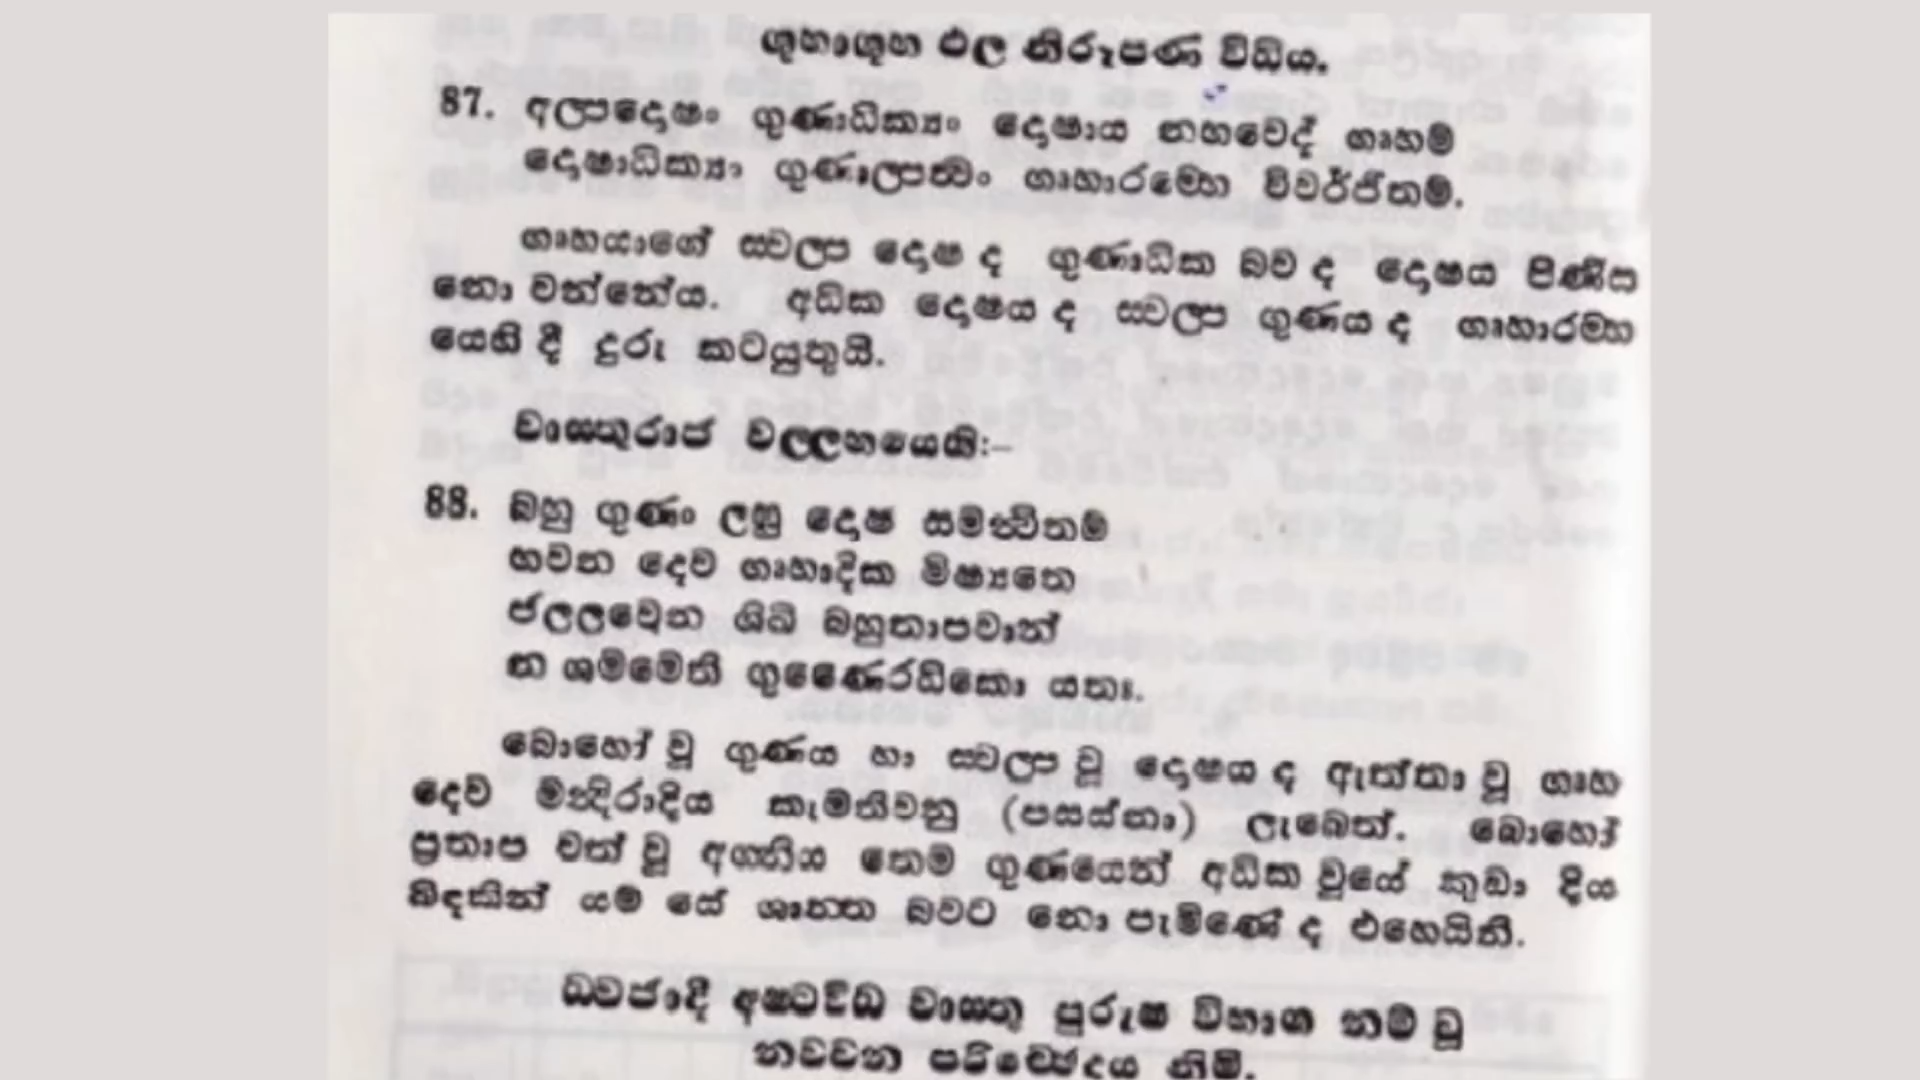 ශුභාශුභ ඵල නිරූපණ විධිය.
87. අල්පදොෂං ගුණාධික්‍යං දොෂාය නභවෙද් ගෘහම්
දොෂාධික්‍යං ගුණාල්පත්‍වං ගෘහාරම්භෙ විවර්ජිතම්.
ගෘහයාගේ ස්වල්ප දොෂ ද ගුණාධික බව ද දොෂය පිණිස
නො වන්නේය. අධික දොෂය ද ස්වල්ප ගුණය ද ගෘහාරම්භ
යෙහි දී දුරු කටයුතුයි.
වාස්තුරාජ වල්ලභයෙහි:–
88. බහු ගුණං ලඝු දොෂ සමන්විතම්
භවන දෙව ගෘහාදික මිෂ්‍යතෙ
ජලලවෙන ශිඛි බහුතාපවාන්
න ශම්මෙති ගුණෛරධිකො යතඃ.
බොහෝ වූ ගුණය හා ස්වල්ප වූ දොෂය ද ඇත්තා වූ ගෘහ
දෙව් මන්දිරාදිය කැමතිවනු (පසස්නා) ලැබෙත්. බොහෝ
ප්‍රතාප වත් වූ අග්නිය තෙම ගුණයෙන් අධික වූයේ කුඩා දිය
බිඳකින් යම් සේ ශාන්ත බවට නො පැමිණේ ද එහෙයිනි.
ධ්වජාදී අෂ්ටවිධ වාස්තු පුරුෂ විභාග නම් වූ
නවවන පරිච්ඡේදය නිමි.